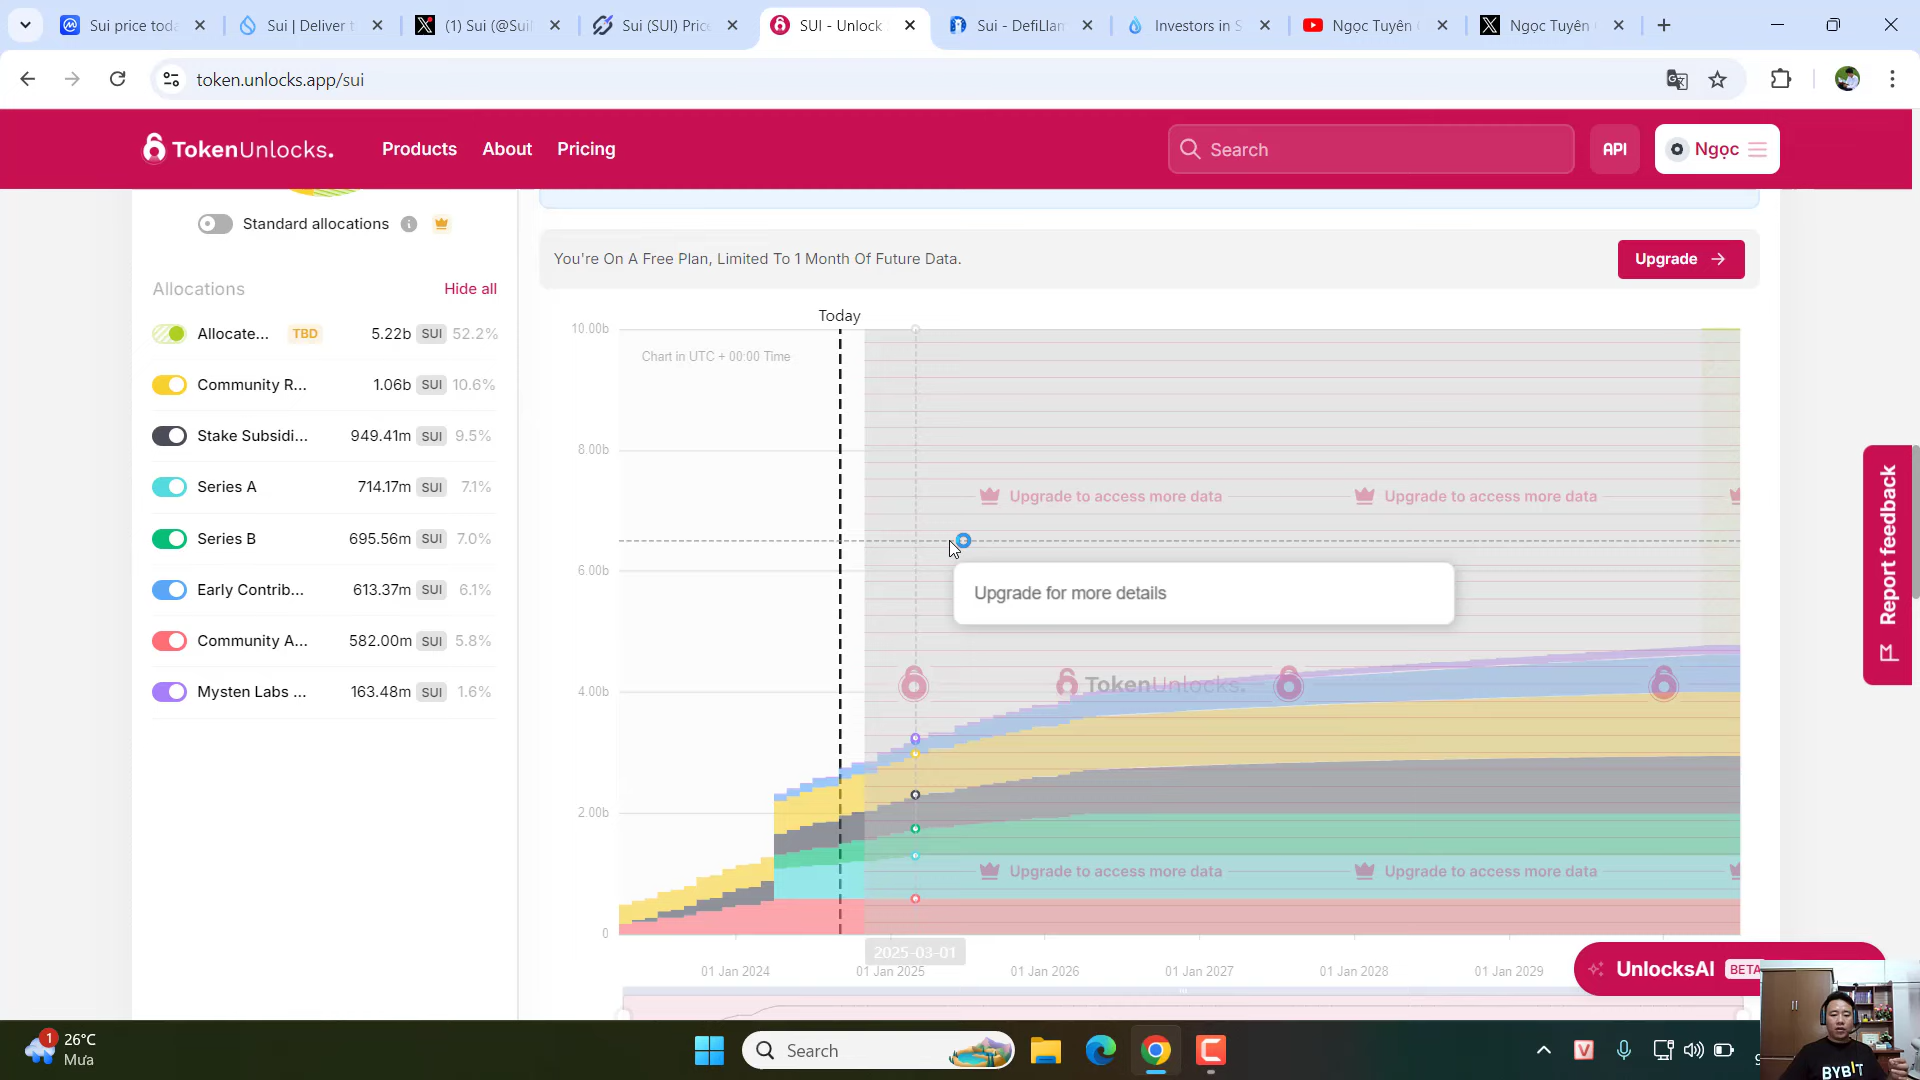 Sui price toda
Sui | Deliver t
(1) Sui (@Sui
Sui (SUI) Pric
SUI - Unlock
Sui - DefiLlam
Investors in S
Ngọc Tuyên
Ngọc Tuyên
token.unlocks.app/sui
TokenUnlocks.
Products
About
Pricing
Search
API
Ngọc
Standard allocations
You're On A Free Plan, Limited To 1 Month Of Future Data.
Upgrade
Allocations
Hide all
Allocate... TBD 5.22b SUI 52.2%
Community R... 1.06b SUI 10.6%
Stake Subsidi... 949.41m SUI 9.5%
Series A 714.17m SUI 7.1%
Series B 695.56m SUI 7.0%
Early Contrib... 613.37m SUI 6.1%
Community A... 582.00m SUI 5.8%
Mysten Labs ... 163.48m SUI 1.6%
Today
10.00b
Chart in UTC + 00:00 Time
8.00b
Upgrade to access more data
Upgrade to access more data
6.00b
Upgrade for more details
4.00b
TokenUnlocks.
2.00b
Upgrade to access more data
Upgrade to access more data
0
2025-03-01
01 Jan 2024
01 Jan 2025
01 Jan 2026
01 Jan 2027
01 Jan 2028
01 Jan 2029
Report feedback
UnlocksAI BETA
1
26°C
Mưa
Search
V
BYBIT